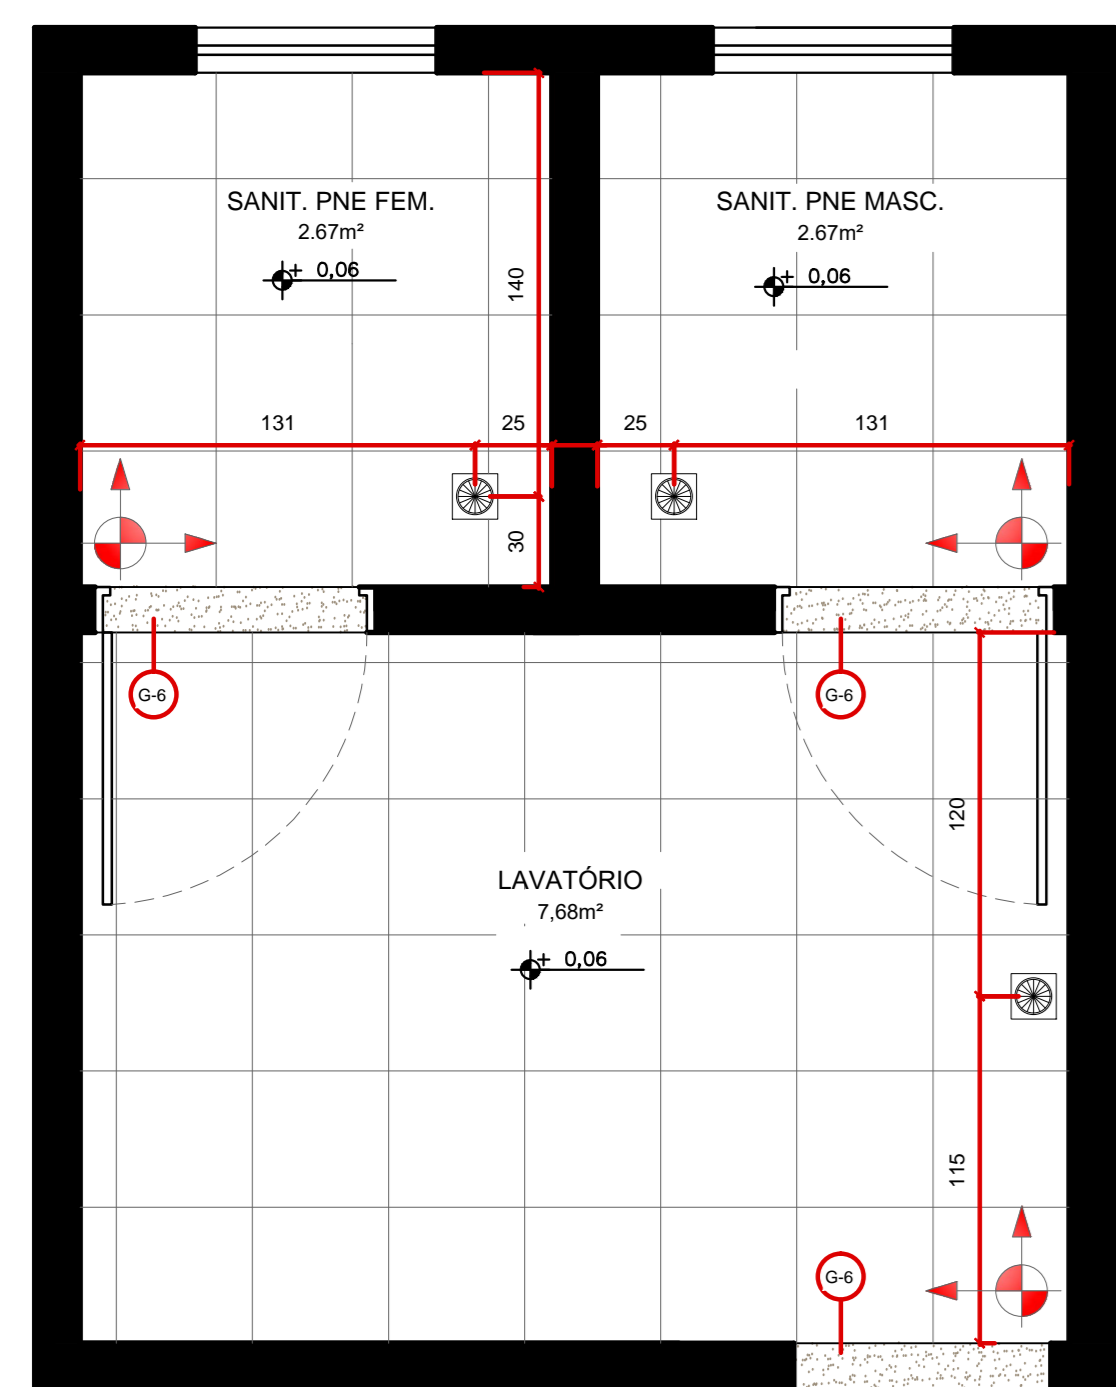 SANIT. PNE FEM.
2.67m²
+ 0,06
SANIT. PNE MASC.
2.67m²
+ 0,06
140
131
25
25
131
30
G-6
G-6
120
LAVATÓRIO
7,68m²
+ 0,06
115
G-6